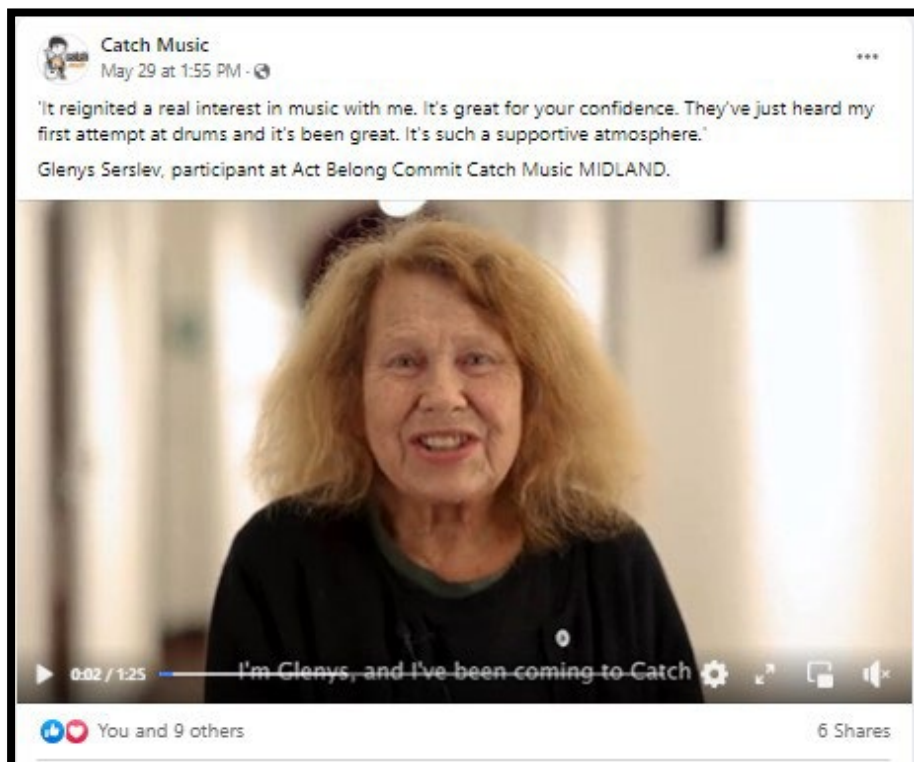 Catch Music
May 29 at 1:55 PM ·
'It reignited a real interest in music with me. It's great for your confidence. They've just heard my
first attempt at drums and it's been great. It's such a supportive atmosphere.'
Glenys Serslev, participant at Act Belong Commit Catch Music MIDLAND.
0:02 / 1:25
I'm Glenys, and I've been coming to Catch
You and 9 others
6 Shares